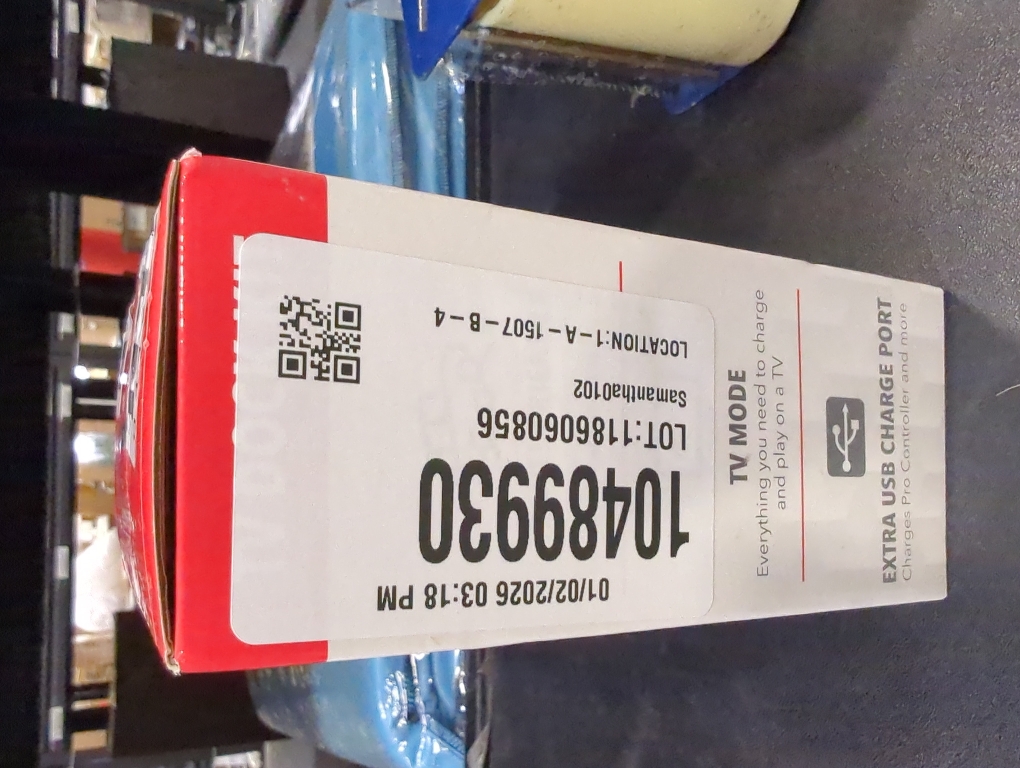 01/02/2026 03:18 PM
10489930
LOT:118060856
Samantha0102
LOCATION:1-A-1507-B-4
TV MODE
Everything you need to charge
and play on a TV
EXTRA USB CHARGE PORT
Charges Pro Controller and more